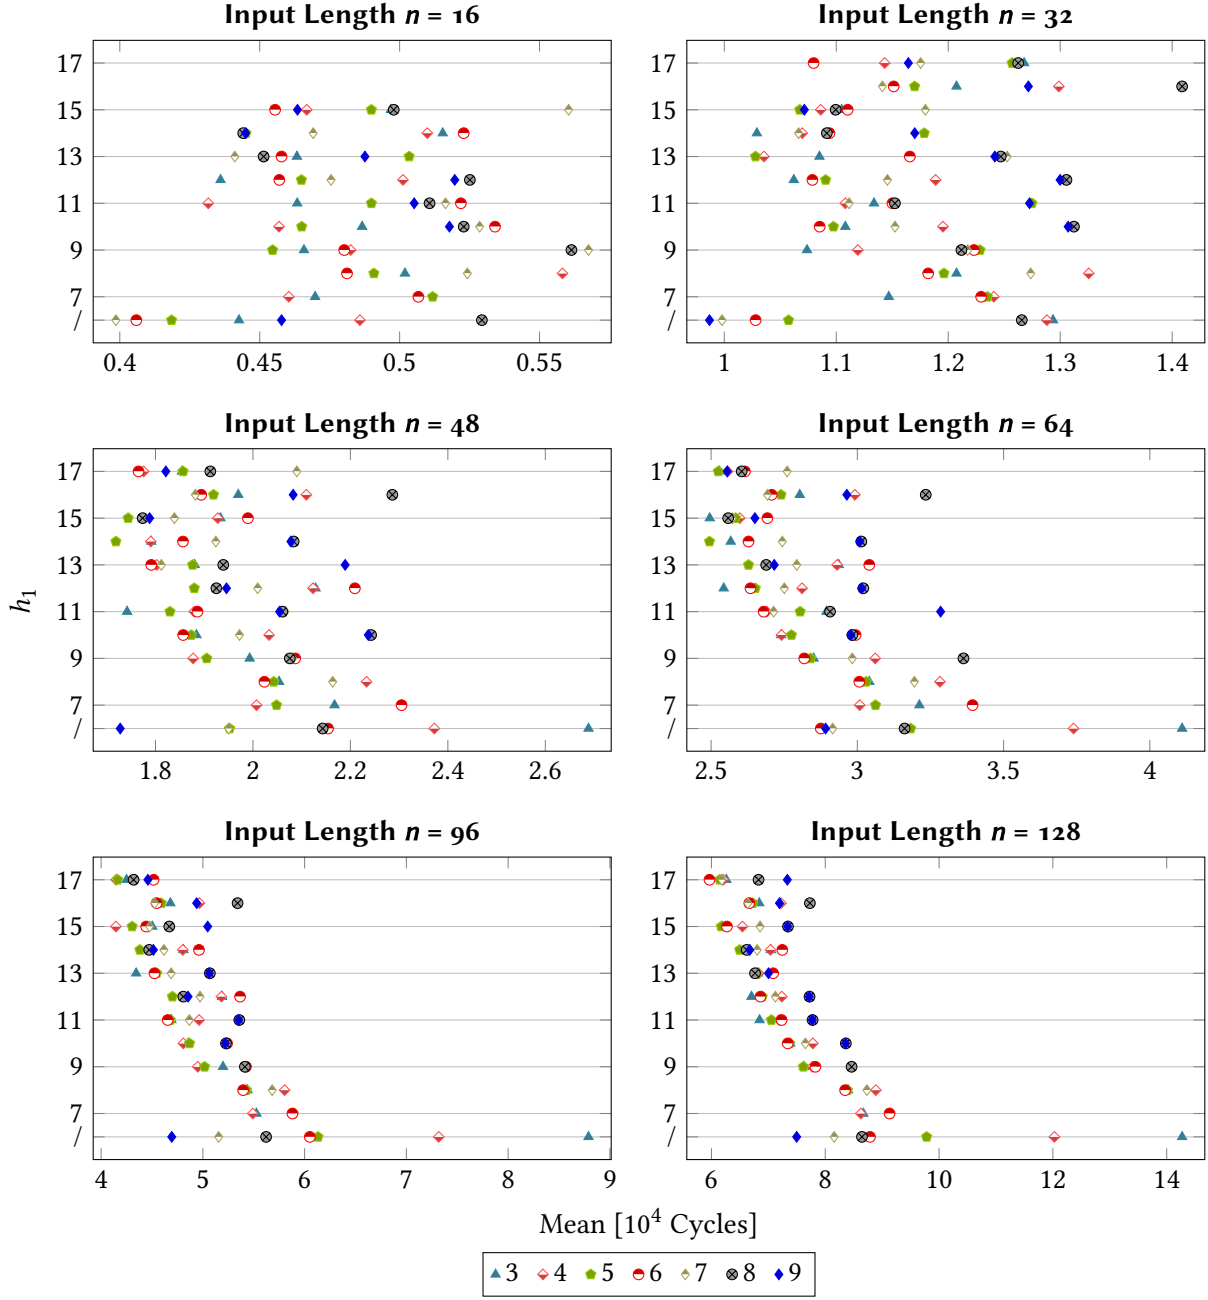 Input Length n = 16
Input Length n = 32
17
15
13
11
9
7
/
0.4 0.45 0.5 0.55
17
15
13
11
9
7
/
1 1.1 1.2 1.3 1.4
Input Length n = 48
Input Length n = 64
h1
17
15
13
11
9
7
/
1.8 2 2.2 2.4 2.6
17
15
13
11
9
7
/
2.5 3 3.5 4
Input Length n = 96
Input Length n = 128
17
15
13
11
9
7
/
4 5 6 7 8 9
17
15
13
11
9
7
/
6 8 10 12 14
Mean [10⁴ Cycles]
3 4 5 6 7 8 9